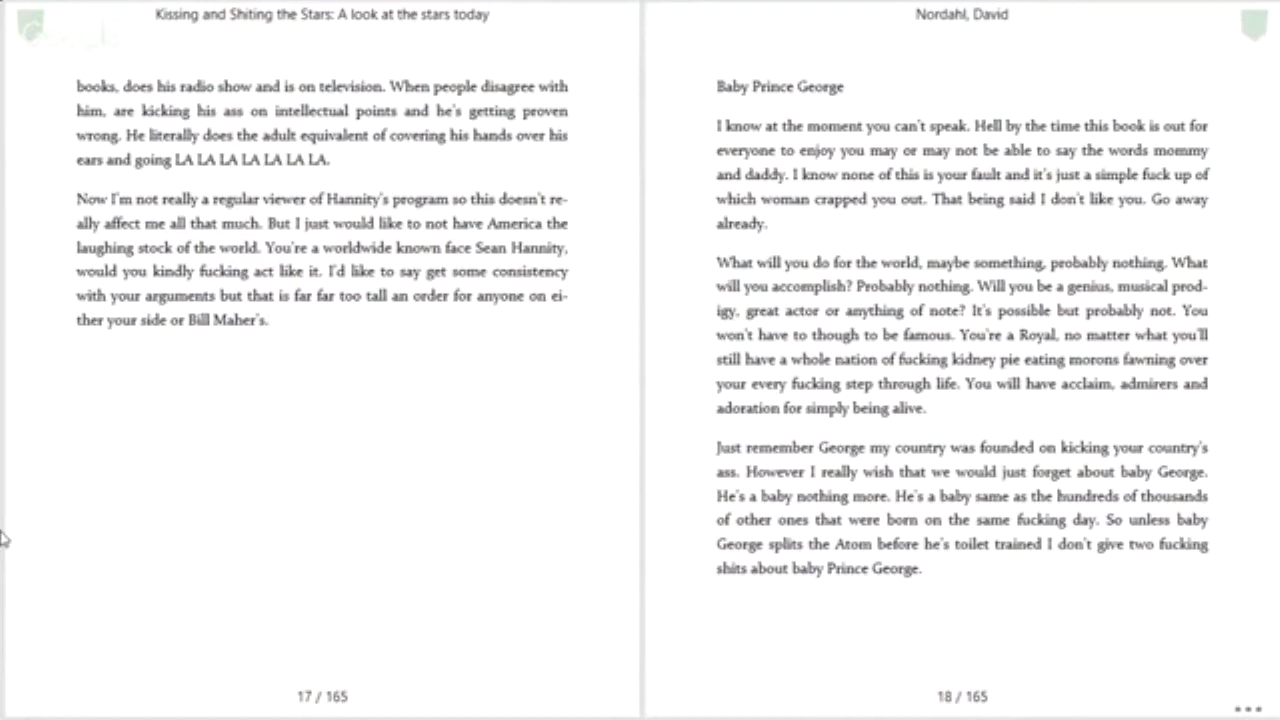 Kissing and Shiting the Stars: A look at the stars today
books, does his radio show and is on television. When people disagree with
him, are kicking his ass on intellectual points and he's getting proven
wrong. He literally does the adult equivalent of covering his hands over his
ears and going LA LA LA LA LA LA LA.
Now I'm not really a regular viewer of Hannity's program so this doesn't re-
ally affect me all that much. But I just would like to not have America the
laughing stock of the world. You're a worldwide known face Sean Hannity,
would you kindly fucking act like it. I'd like to say get some consistency
with your arguments but that is far far too tall an order for anyone on ei-
ther your side or Bill Maher's.
17 / 165
Nordahl, David
Baby Prince George
I know at the moment you can't speak. Hell by the time this book is out for
everyone to enjoy you may or may not be able to say the words mommy
and daddy. I know none of this is your fault and it's just a simple fuck up of
which woman crapped you out. That being said I don't like you. Go away
already.
What will you do for the world, maybe something, probably nothing. What
will you accomplish? Probably nothing. Will you be a genius, musical prod-
igy, great actor or anything of note? It's possible but probably not. You
won't have to though to be famous. You're a Royal, no matter what you'll
still have a whole nation of fucking kidney pie eating morons fawning over
your every fucking step through life. You will have acclaim, admirers and
adoration for simply being alive.
Just remember George my country was founded on kicking your country's
ass. However I really wish that we would just forget about baby George.
He's a baby nothing more. He's a baby same as the hundreds of thousands
of other ones that were born on the same fucking day. So unless baby
George splits the Atom before he's toilet trained I don't give two fucking
shits about baby Prince George.
18 / 165